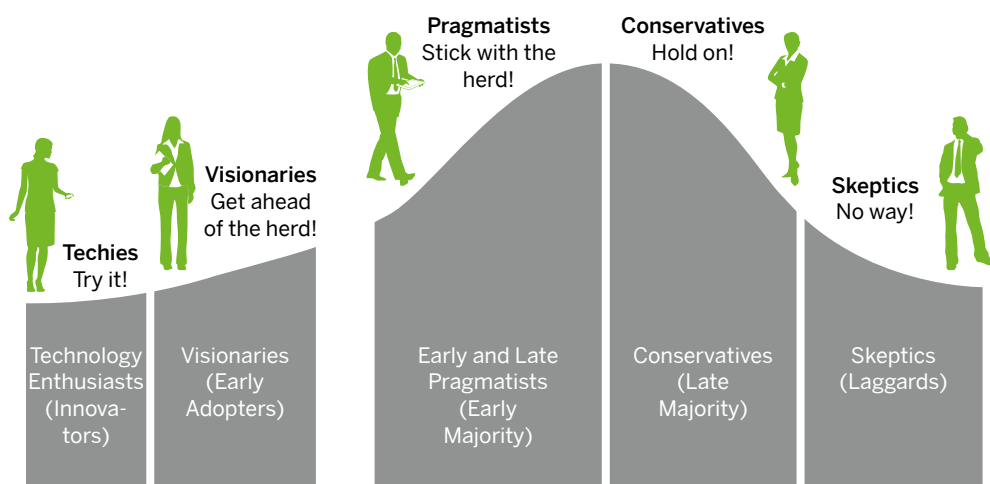 Techies
Try it!
Visionaries
Get ahead
of the herd!
Pragmatists
Stick with the
herd!
Conservatives
Hold on!
Skeptics
No way!
Technology
Enthusiasts
(Innova-
tors)
Visionaries
(Early
Adopters)
Early and Late
Pragmatists
(Early
Majority)
Conservatives
(Late
Majority)
Skeptics
(Laggards)